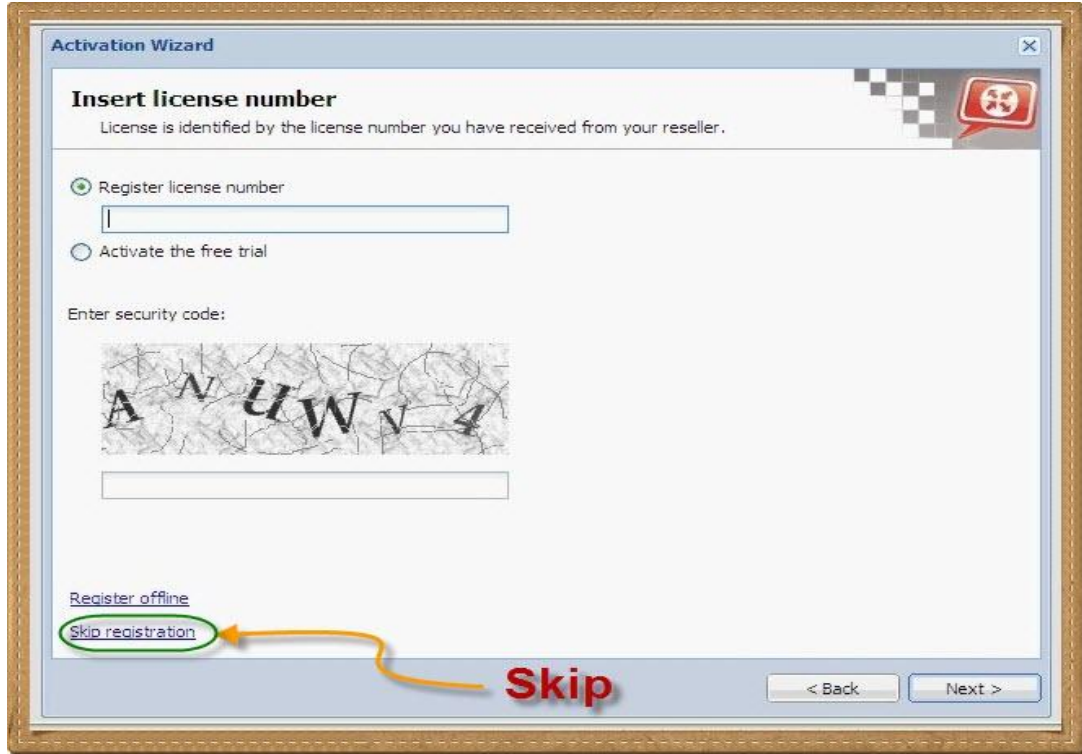 Activation Wizard
Insert license number
License is identified by the license number you have received from your reseller.
Register license number
Activate the free trial
Enter security code:
A N U W V 4
Register offline
Skip registration
Skip
< Back Next >